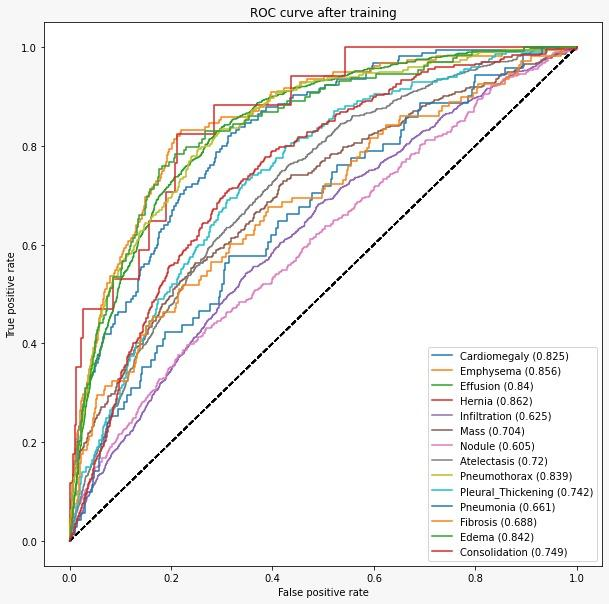 ROC curve after training
True positive rate
1.0
0.8
0.6
0.4
0.2
0.0
Cardiomegaly (0.825)
Emphysema (0.856)
Effusion (0.84)
Hernia (0.862)
Infiltration (0.625)
Mass (0.704)
Nodule (0.605)
Atelectasis (0.72)
Pneumothorax (0.839)
Pleural_Thickening (0.742)
Pneumonia (0.661)
Fibrosis (0.688)
Edema (0.842)
Consolidation (0.749)
0.0 0.2 0.4 0.6 0.8 1.0
False positive rate